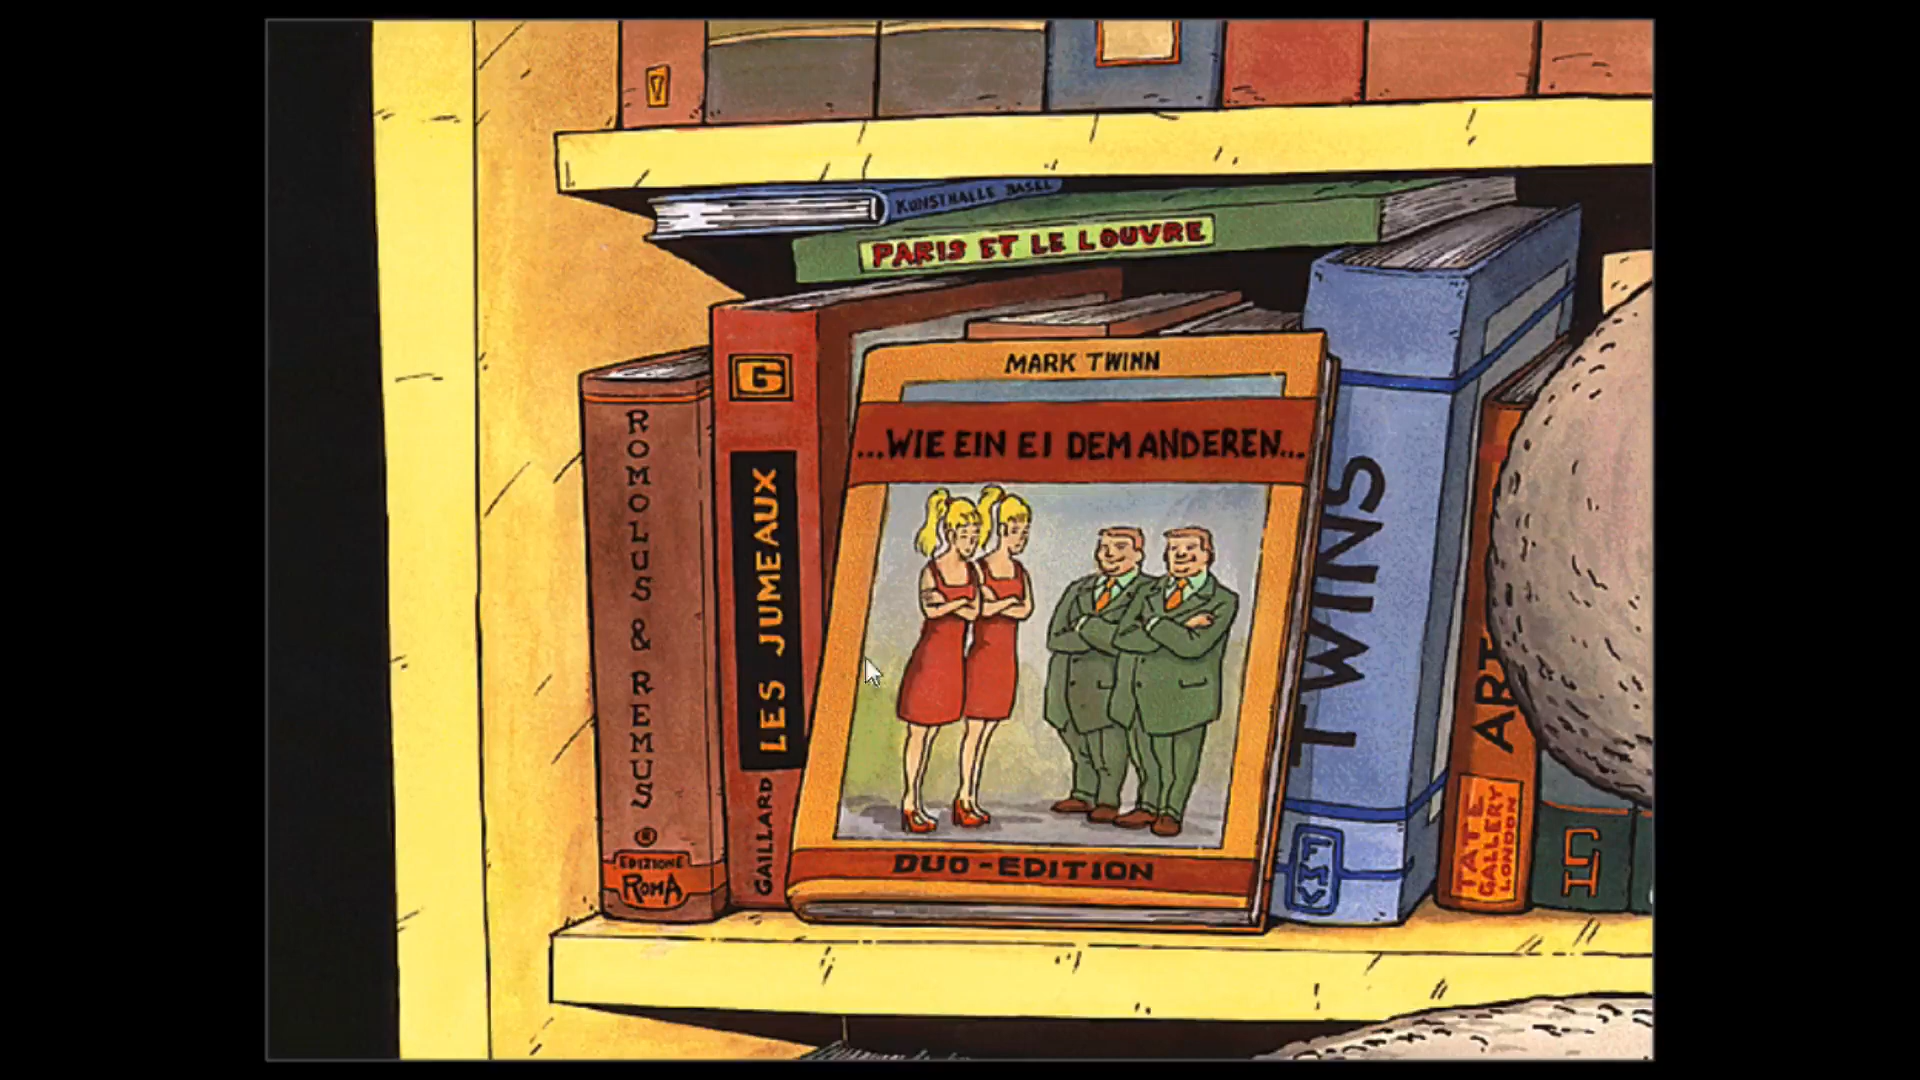 KUNSTHALLE BASEL
PARIS ET LE LOUVRE
ROMOLUS & REMUS
EDIZIONE
ROMA
G
LES JUMEAUX
GAILLARD
MARK TWINN
...WIE EIN EI DEM ANDEREN...
DUO-EDITION
TWINS
FMV
ART
TATE
GALLERY
LONDON